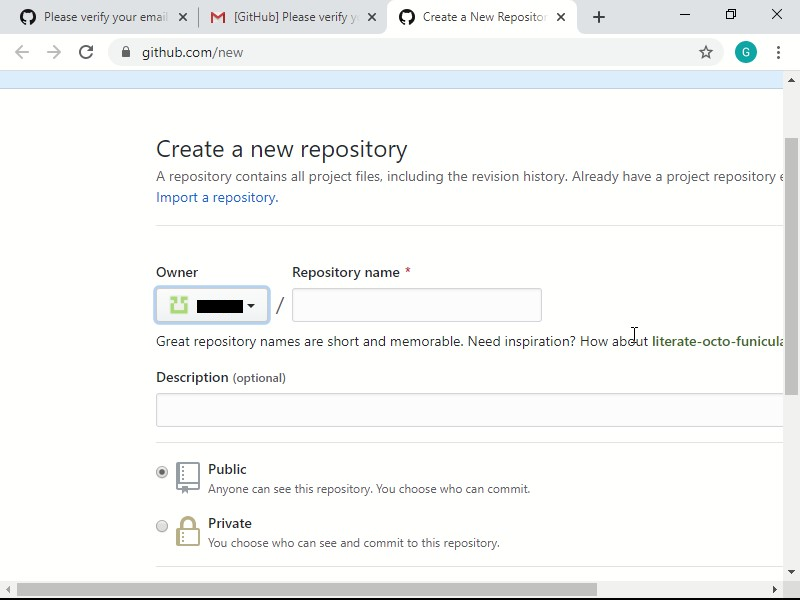 Please verify your email
[GitHub] Please verify y
Create a New Repositor
github.com/new
G
Create a new repository
A repository contains all project files, including the revision history. Already have a project repository e
Import a repository.
Owner
Repository name *
/
Great repository names are short and memorable. Need inspiration? How about literate-octo-funicula
Description (optional)
Public
Anyone can see this repository. You choose who can commit.
Private
You choose who can see and commit to this repository.